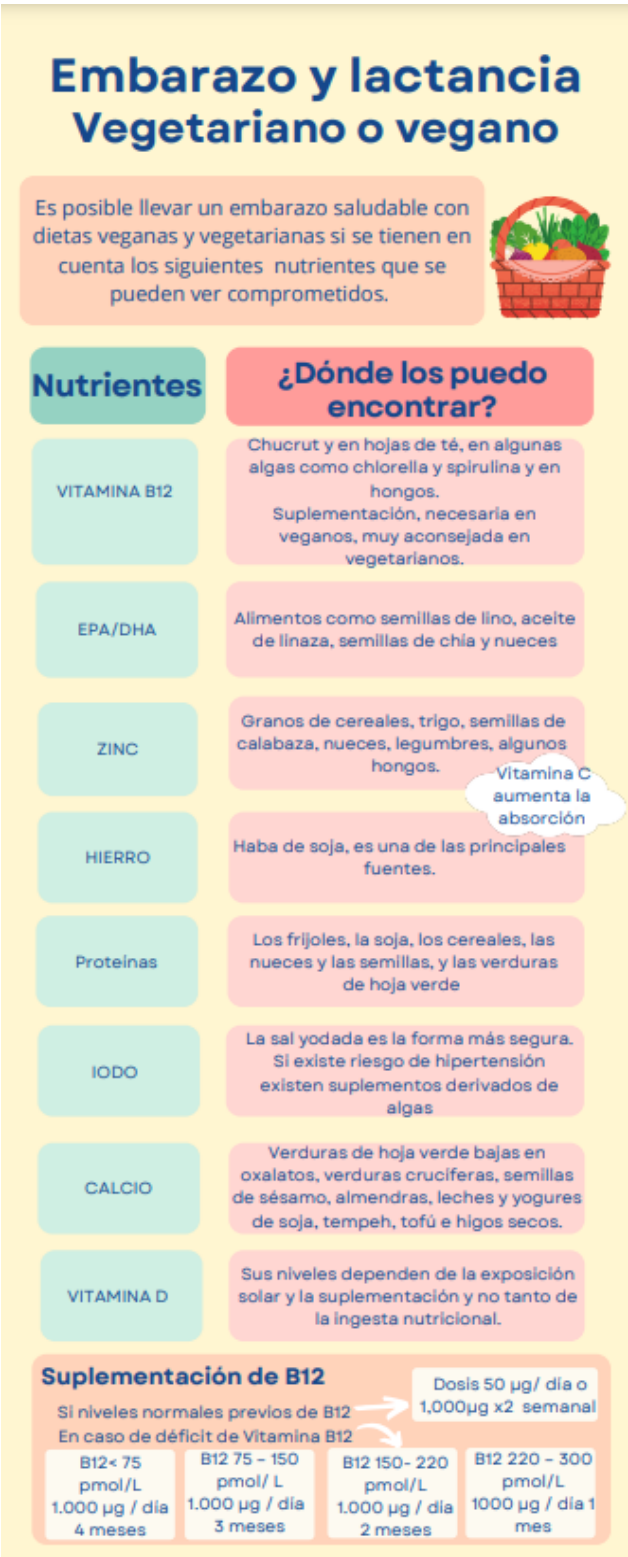 Embarazo y lactancia
Vegetariano o vegano
Es posible llevar un embarazo saludable con
dietas veganas y vegetarianas si se tienen en
cuenta los siguientes nutrientes que se
pueden ver comprometidos.
Nutrientes
¿Dónde los puedo
encontrar?
VITAMINA B12
Chucrut y en hojas de té, en algunas
algas como chlorella y spirulina y en
hongos.
Suplementación, necesaria en
veganos, muy aconsejada en
vegetarianos.
EPA/DHA
Alimentos como semillas de lino, aceite
de linaza, semillas de chía y nueces
ZINC
Granos de cereales, trigo, semillas de
calabaza, nueces, legumbres, algunos
hongos.
Vitamina C
aumenta la
absorción
HIERRO
Haba de soja, es una de las principales
fuentes.
Proteínas
Los frijoles, la soja, los cereales, las
nueces y las semillas, y las verduras
de hoja verde
IODO
La sal yodada es la forma más segura.
Si existe riesgo de hipertensión
existen suplementos derivados de
algas
CALCIO
Verduras de hoja verde bajas en
oxalatos, verduras crucíferas, semillas
de sésamo, almendras, leches y yogures
de soja, tempeh, tofú e higos secos.
VITAMINA D
Sus niveles dependen de la exposición
solar y la suplementación y no tanto de
la ingesta nutricional.
Suplementación de B12
Si niveles normales previos de B12
Dosis 50 µg/ día o
1,000µg x2 semanal
En caso de déficit de Vitamina B12
B12< 75
pmol/L
1.000 µg / día
4 meses
B12 75 – 150
pmol/ L
1.000 µg / día
3 meses
B12 150- 220
pmol/L
1.000 µg / día
2 meses
B12 220 – 300
pmol/L
1000 µg / día 1
mes